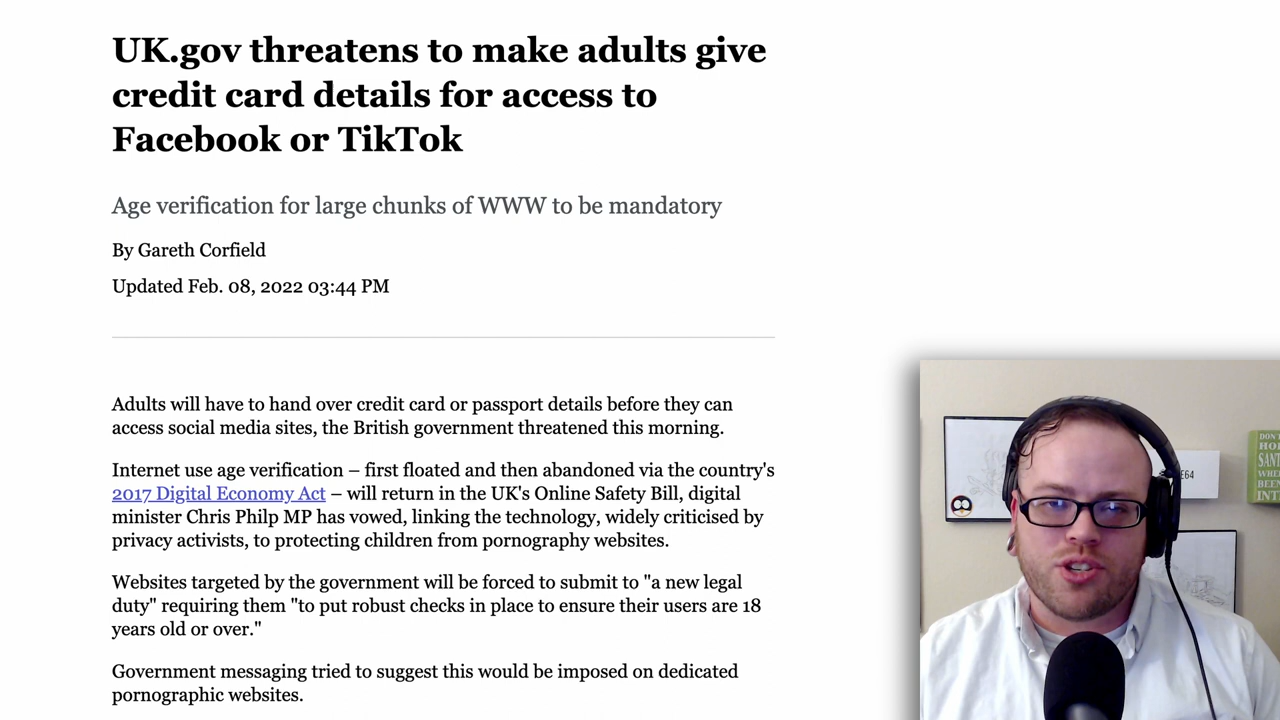 UK.gov threatens to make adults give
credit card details for access to
Facebook or TikTok
Age verification for large chunks of WWW to be mandatory
By Gareth Corfield
Updated Feb. 08, 2022 03:44 PM
Adults will have to hand over credit card or passport details before they can
access social media sites, the British government threatened this morning.
Internet use age verification – first floated and then abandoned via the country's
2017 Digital Economy Act – will return in the UK's Online Safety Bill, digital
minister Chris Philp MP has vowed, linking the technology, widely criticised by
privacy activists, to protecting children from pornography websites.
Websites targeted by the government will be forced to submit to "a new legal
duty" requiring them "to put robust checks in place to ensure their users are 18
years old or over."
Government messaging tried to suggest this would be imposed on dedicated
pornographic websites.
E64
DON'T